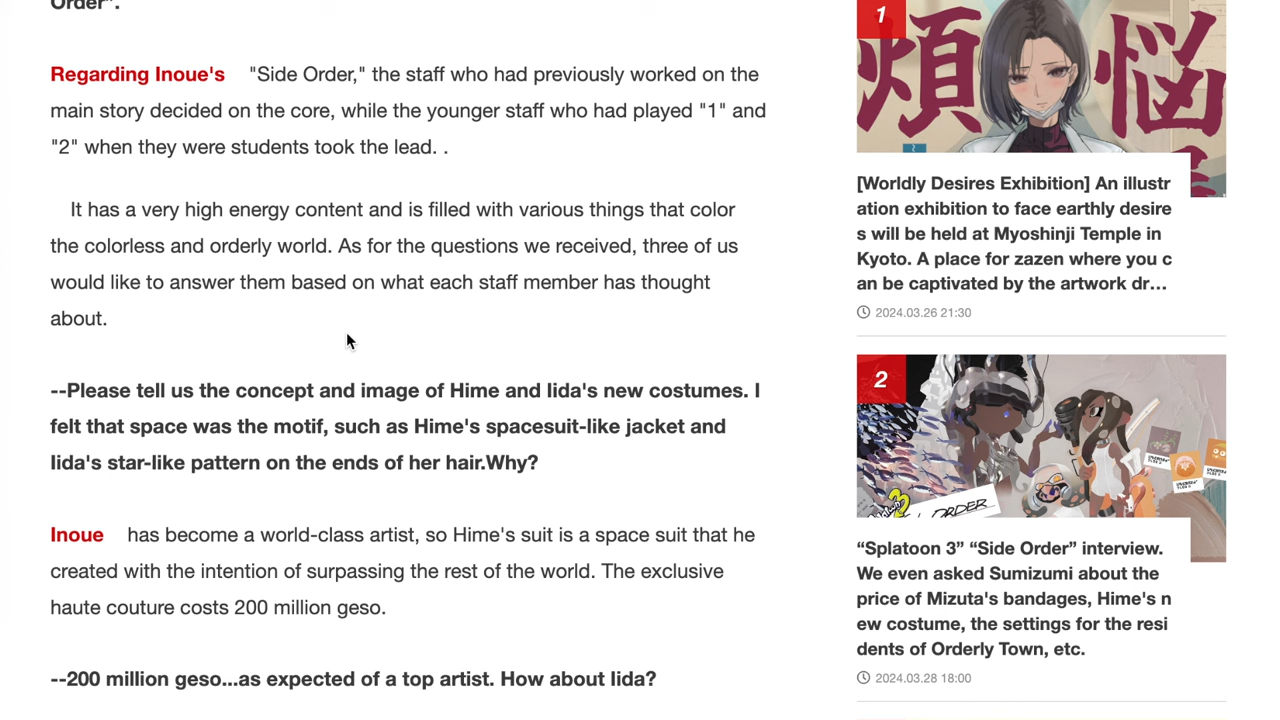 Order".
Regarding Inoue's "Side Order," the staff who had previously worked on the
main story decided on the core, while the younger staff who had played "1" and
"2" when they were students took the lead. .
It has a very high energy content and is filled with various things that color
the colorless and orderly world. As for the questions we received, three of us
would like to answer them based on what each staff member has thought
about.
--Please tell us the concept and image of Hime and Iida's new costumes. I
felt that space was the motif, such as Hime's spacesuit-like jacket and
Iida's star-like pattern on the ends of her hair.Why?
Inoue has become a world-class artist, so Hime's suit is a space suit that he
created with the intention of surpassing the rest of the world. The exclusive
haute couture costs 200 million geso.
--200 million geso...as expected of a top artist. How about Iida?
1
煩悩
[Worldly Desires Exhibition] An illustr
ation exhibition to face earthly desire
s will be held at Myoshinji Temple in
Kyoto. A place for zazen where you c
an be captivated by the artwork dr...
2024.03.26 21:30
2
ORDER
“Splatoon 3” “Side Order” interview.
We even asked Sumizumi about the
price of Mizuta's bandages, Hime's n
ew costume, the settings for the resi
dents of Orderly Town, etc.
2024.03.28 18:00